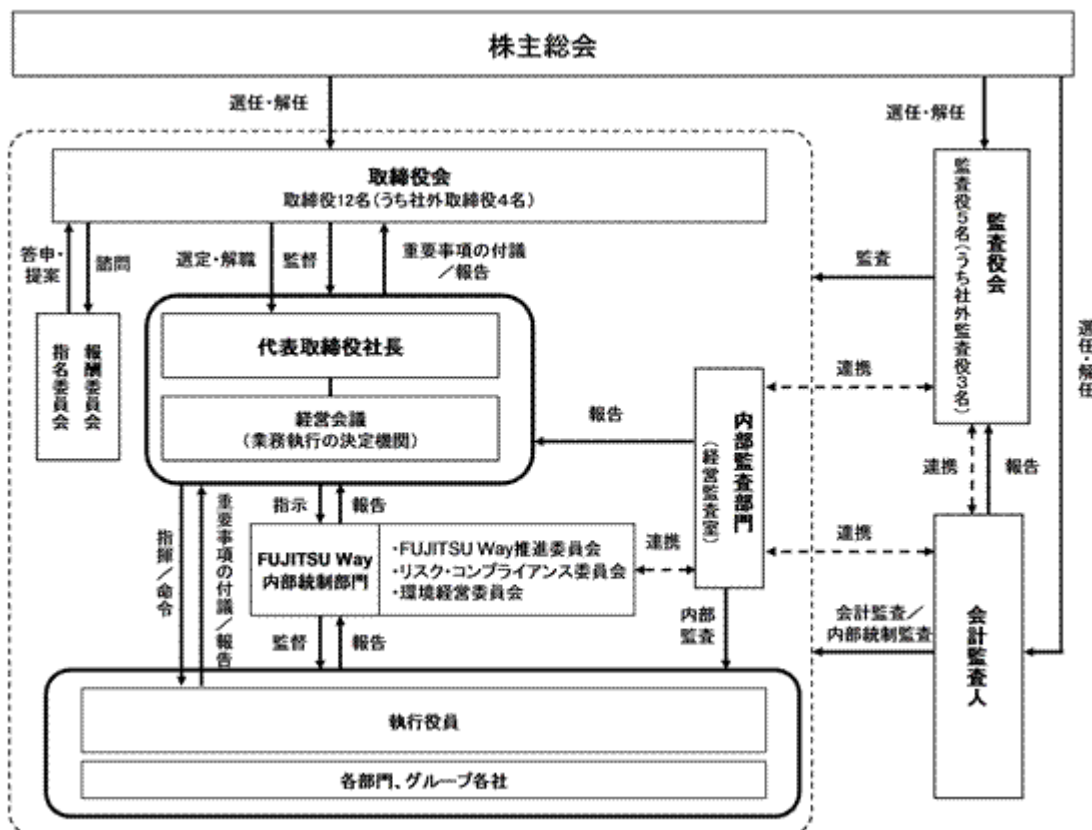 株主総会
選任・解任
選任・解任
取締役会
取締役12名(うち社外取締役4名)
監査役会
監査役5名(うち社外監査役3名)
答申・
提案
諮問
選定・解職
監督
重要事項の付議
／報告
監査
選任・解任
報酬委員会
指名委員会
代表取締役社長
経営会議
(業務執行の決定機関)
報告
内部監査部門
(経営監査室)
連携
連携
報告
指揮／命令
重要事項の付議／報告
指示
報告
FUJITSU Way
内部統制部門
・FUJITSU Way推進委員会
・リスク・コンプライアンス委員会
・環境経営委員会
連携
連携
会計監査人
監督
報告
内部
監査
会計監査／
内部統制監査
執行役員
各部門、グループ各社